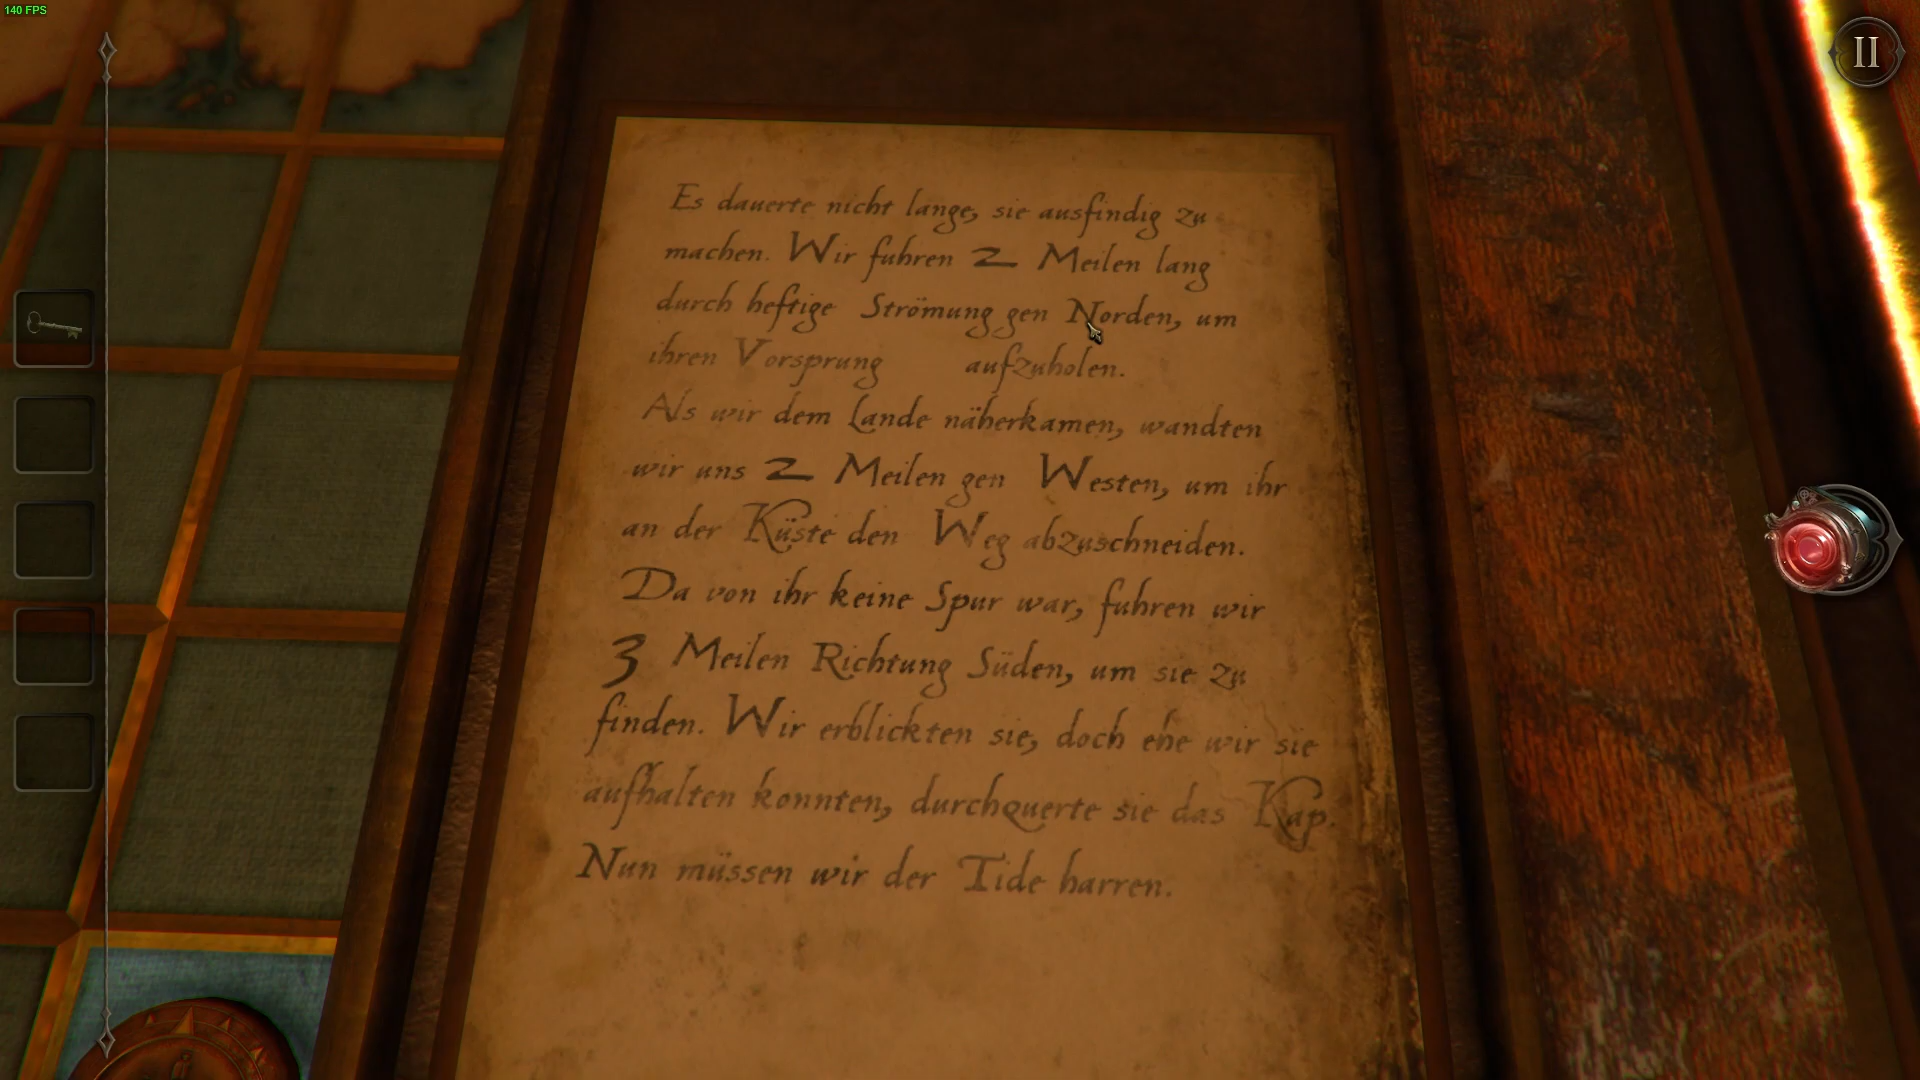 140 FPS
Es dauerte nicht lange, sie ausfindig zu
machen. Wir fuhren 2 Meilen lang
durch heftige Strömung gen Norden, um
ihren Vorsprung aufzuholen.
Als wir dem Lande näherkamen, wandten
wir uns 2 Meilen gen Westen, um ihr
an der Küste den Weg abzuschneiden.
Da von ihr keine Spur war, fuhren wir
3 Meilen Richtung Süden, um sie zu
finden. Wir erblickten sie, doch ehe wir sie
aufhalten konnten, durchquerte sie das Kap.
Nun müssen wir der Tide harren.